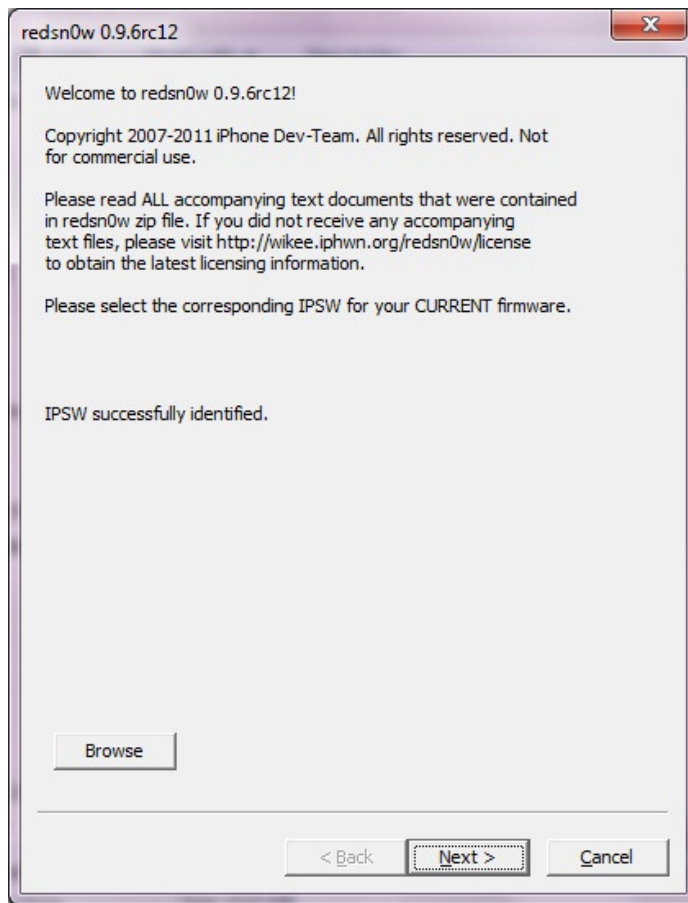 redsn0w 0.9.6rc12
Welcome to redsn0w 0.9.6rc12!
Copyright 2007-2011 iPhone Dev-Team. All rights reserved. Not
for commercial use.
Please read ALL accompanying text documents that were contained
in redsn0w zip file. If you did not receive any accompanying
text files, please visit http://wikee.iphwn.org/redsn0w/license
to obtain the latest licensing information.
Please select the corresponding IPSW for your CURRENT firmware.
IPSW successfully identified.
Browse
< Back Next > Cancel